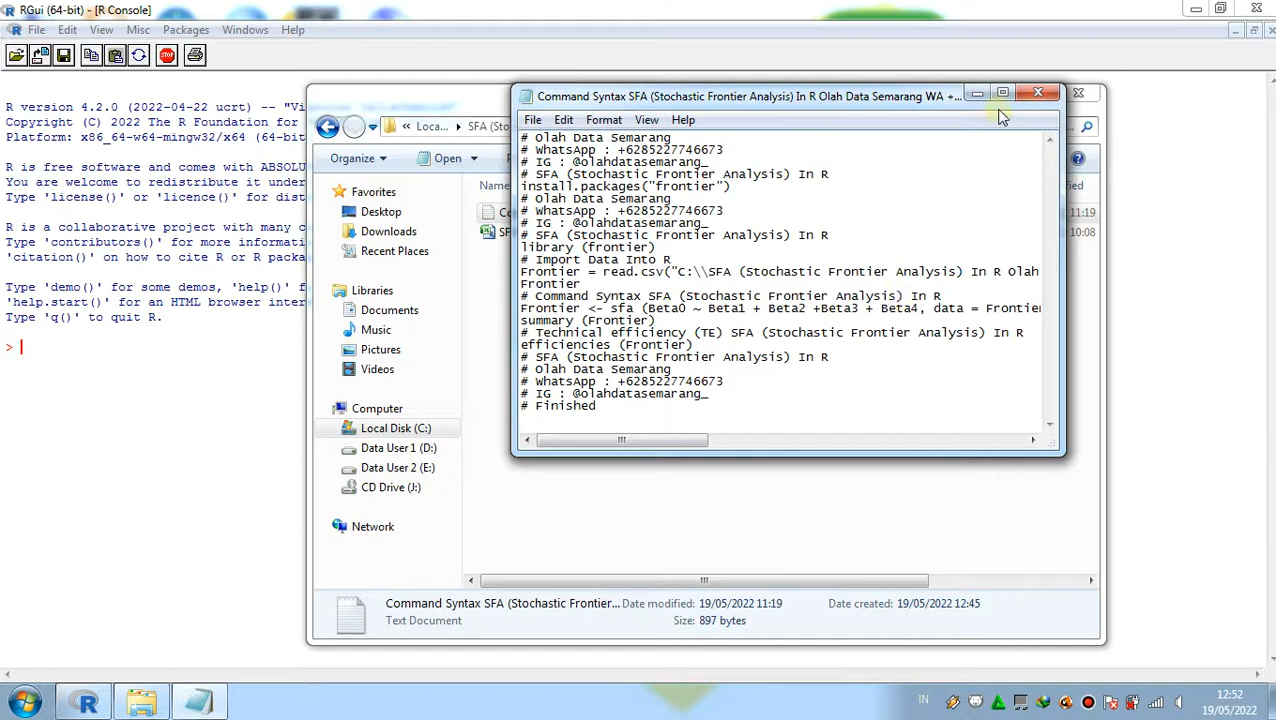 RGui (64-bit) - [R Console]
File Edit View Misc Packages Windows Help
STOP
R version 4.2.0 (2022-04-22 ucrt) -- "Vi
Copyright (C) 2022 The R Foundation for
Platform: x86_64-w64-mingw32/x64 (64-bit
R is free software and comes with ABSOLU
You are welcome to redistribute it under
Type 'license()' or 'licence()' for dist
R is a collaborative project with many c
Type 'contributors()' for more informati
'citation()' on how to cite R or R packa
Type 'demo()' for some demos, 'help()' f
'help.start()' for an HTML browser inter
Type 'q()' to quit R.
>
« Loca... ▸ SFA (Sto
Organize Open
Favorites
Desktop
Downloads
Recent Places
Libraries
Documents
Music
Pictures
Videos
Computer
Local Disk (C:)
Data User 1 (D:)
Data User 2 (E:)
CD Drive (J:)
Network
Name
Co
SF
11:19
10:08
Command Syntax SFA (Stochastic Frontier Analysis) In R Olah Data Semarang WA +...
File Edit Format View Help
# Olah Data Semarang
# WhatsApp : +6285227746673
# IG : @olahdatasemarang_
# SFA (Stochastic Frontier Analysis) In R
install.packages("frontier")
# Olah Data Semarang
# WhatsApp : +6285227746673
# IG : @olahdatasemarang_
# SFA (Stochastic Frontier Analysis) In R
library (frontier)
# Import Data Into R
Frontier = read.csv("C:\\SFA (Stochastic Frontier Analysis) In R Olah
Frontier
# Command Syntax SFA (Stochastic Frontier Analysis) In R
Frontier <- sfa (Beta0 ~ Beta1 + Beta2 +Beta3 + Beta4, data = Frontier
summary (Frontier)
# Technical efficiency (TE) SFA (Stochastic Frontier Analysis) In R
efficiencies (Frontier)
# SFA (Stochastic Frontier Analysis) In R
# Olah Data Semarang
# WhatsApp : +6285227746673
# IG : @olahdatasemarang_
# Finished
Command Syntax SFA (Stochastic Frontier... Date modified: 19/05/2022 11:19 Date created: 19/05/2022 12:45
Text Document Size: 897 bytes
IN
12:52
19/05/2022